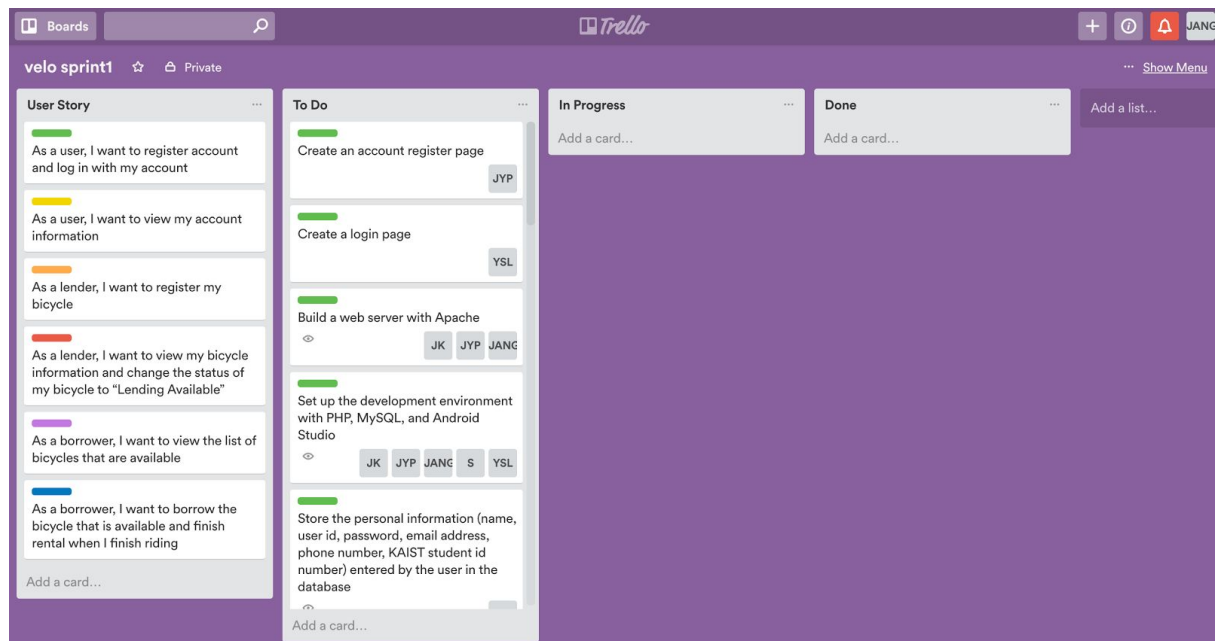 Boards
Trello
JANG
velo sprint1
Private
... Show Menu
User Story ...
As a user, I want to register account
and log in with my account
As a user, I want to view my account
information
As a lender, I want to register my
bicycle
As a lender, I want to view my bicycle
information and change the status of
my bicycle to “Lending Available”
As a borrower, I want to view the list of
bicycles that are available
As a borrower, I want to borrow the
bicycle that is available and finish
rental when I finish riding
Add a card...
To Do ...
Create an account register page
JYP
Create a login page
YSL
Build a web server with Apache
JK JYP JANG
Set up the development environment
with PHP, MySQL, and Android
Studio
JK JYP JANG S YSL
Store the personal information (name,
user id, password, email address,
phone number, KAIST student id
number) entered by the user in the
database
Add a card...
In Progress ...
Add a card...
Done ...
Add a card...
Add a list...